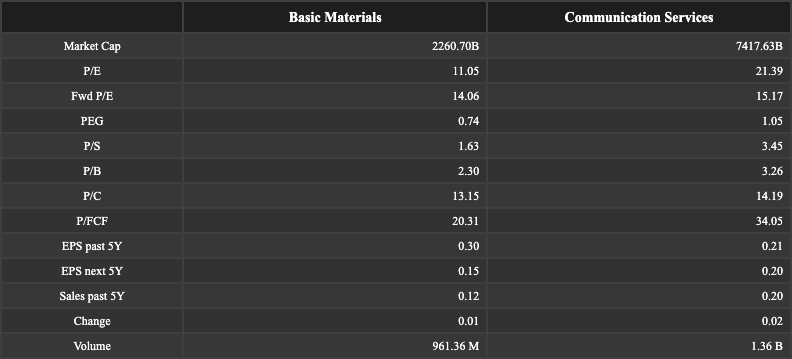 Basic Materials Communication Services
Market Cap 2260.70B 7417.63B
P/E 11.05 21.39
Fwd P/E 14.06 15.17
PEG 0.74 1.05
P/S 1.63 3.45
P/B 2.30 3.26
P/C 13.15 14.19
P/FCF 20.31 34.05
EPS past 5Y 0.30 0.21
EPS next 5Y 0.15 0.20
Sales past 5Y 0.12 0.20
Change 0.01 0.02
Volume 961.36 M 1.36 B